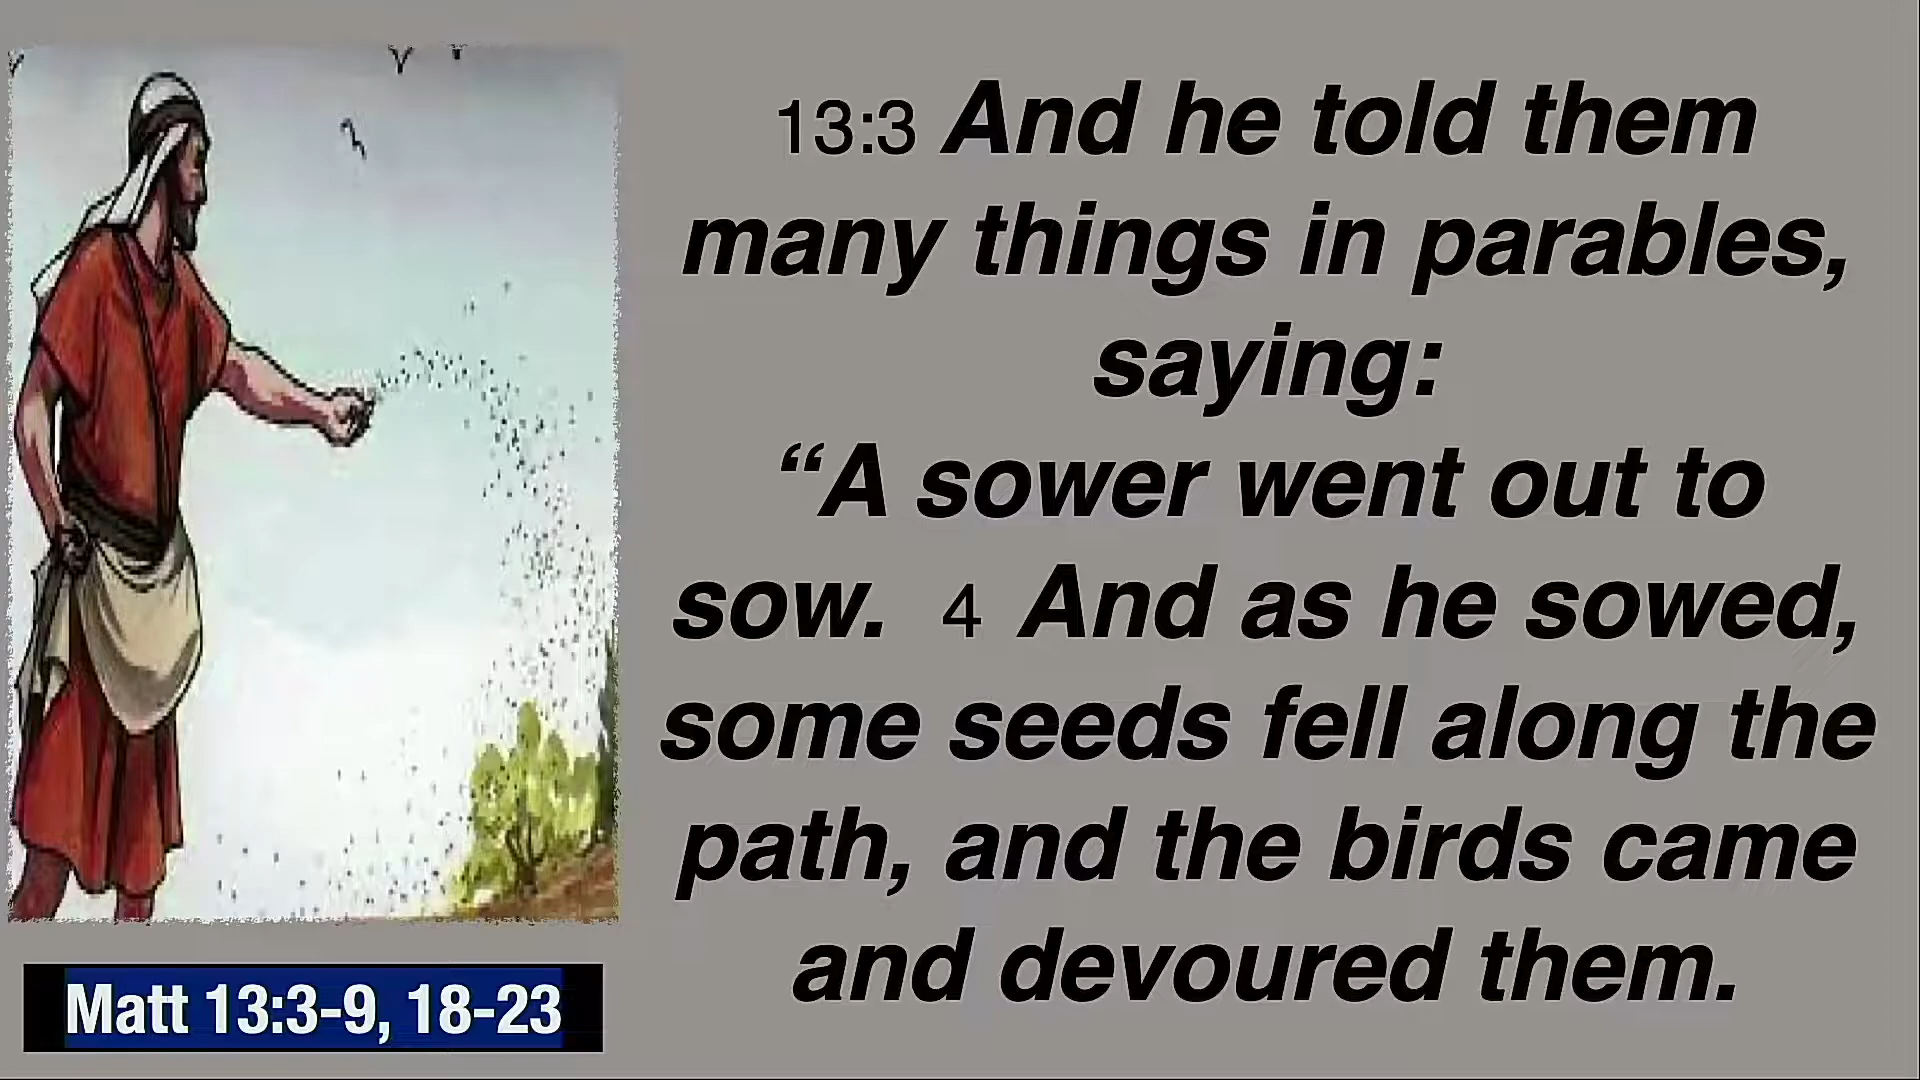 13:3 And he told them
many things in parables,
saying:
“A sower went out to
sow. 4 And as he sowed,
some seeds fell along the
path, and the birds came
and devoured them.
Matt 13:3-9, 18-23